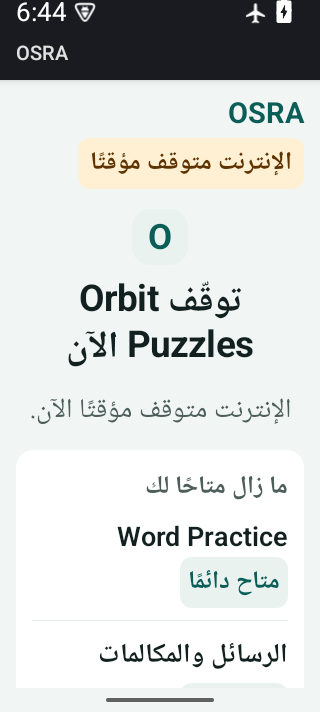 6:44
OSRA
OSRA
الإنترنت متوقف مؤقتًا
O
توقّف Orbit
Puzzles الآن
الإنترنت متوقف مؤقتًا الآن.
ما زال متاحًا لك
Word Practice
متاح دائمًا
الرسائل والمكالمات